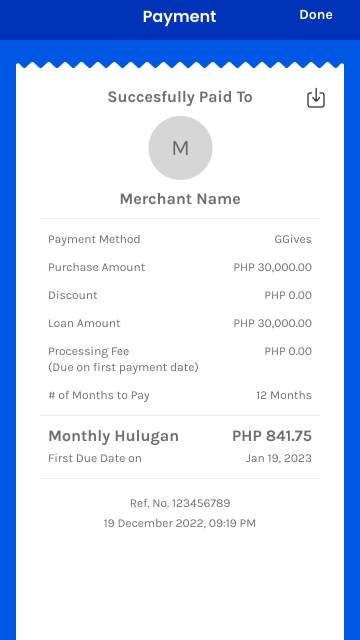 Payment
Done
Succesfully Paid To
M
Merchant Name
Payment Method GGives
Purchase Amount PHP 30,000.00
Discount PHP 0.00
Loan Amount PHP 30,000.00
Processing Fee PHP 0.00
(Due on first payment date)
# of Months to Pay 12 Months
Monthly Hulugan PHP 841.75
First Due Date on Jan 19, 2023
Ref. No. 123456789
19 December 2022, 09:19 PM